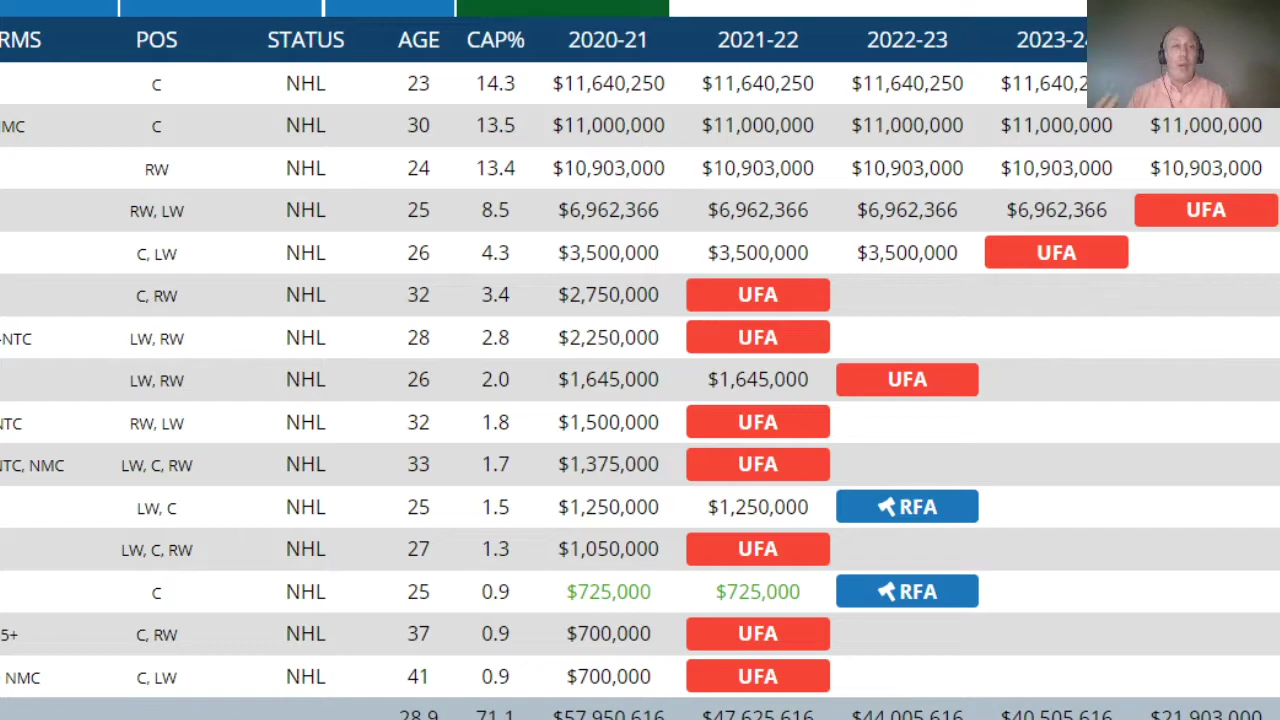 RMS POS STATUS AGE CAP% 2020-21 2021-22 2022-23 2023-2
C NHL 23 14.3 $11,640,250 $11,640,250 $11,640,250 $11,640,2
MC C NHL 30 13.5 $11,000,000 $11,000,000 $11,000,000 $11,000,000 $11,000,000
RW NHL 24 13.4 $10,903,000 $10,903,000 $10,903,000 $10,903,000 $10,903,000
RW, LW NHL 25 8.5 $6,962,366 $6,962,366 $6,962,366 $6,962,366 UFA
C, LW NHL 26 4.3 $3,500,000 $3,500,000 $3,500,000 UFA
C, RW NHL 32 3.4 $2,750,000 UFA
-NTC LW, RW NHL 28 2.8 $2,250,000 UFA
LW, RW NHL 26 2.0 $1,645,000 $1,645,000 UFA
NTC RW, LW NHL 32 1.8 $1,500,000 UFA
NTC, NMC LW, C, RW NHL 33 1.7 $1,375,000 UFA
LW, C NHL 25 1.5 $1,250,000 $1,250,000 RFA
LW, C, RW NHL 27 1.3 $1,050,000 UFA
C NHL 25 0.9 $725,000 $725,000 RFA
5+ C, RW NHL 37 0.9 $700,000 UFA
NMC C, LW NHL 41 0.9 $700,000 UFA
28.9 71.1 $57,950,616 $47,625,616 $44,005,616 $40,505,616 $21,903,000